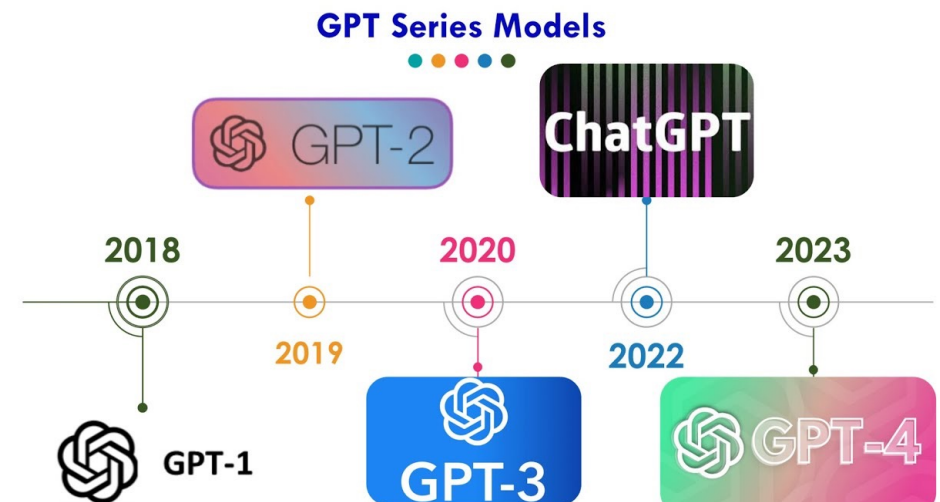 GPT Series Models
GPT-2
ChatGPT
2018
2020
2023
2019
2022
GPT-1
GPT-3
GPT-4